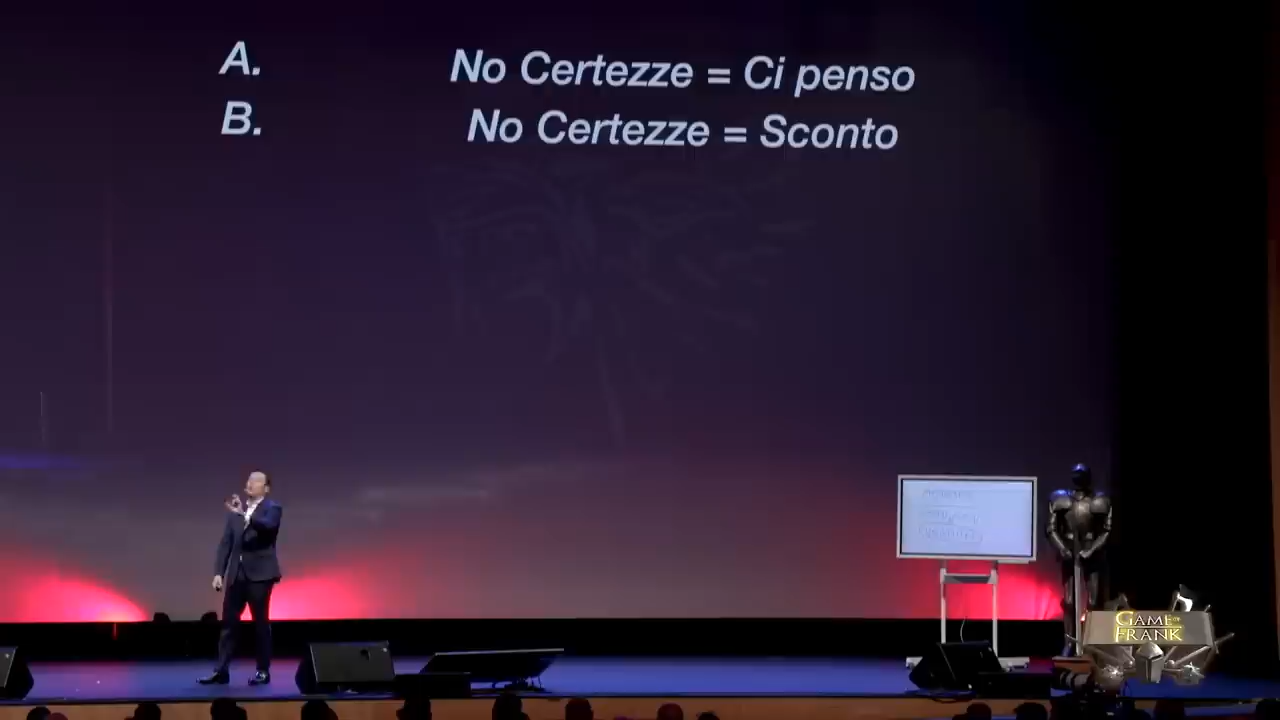 A. No Certezze = Ci penso
B. No Certezze = Sconto
GAME OF
FRANK